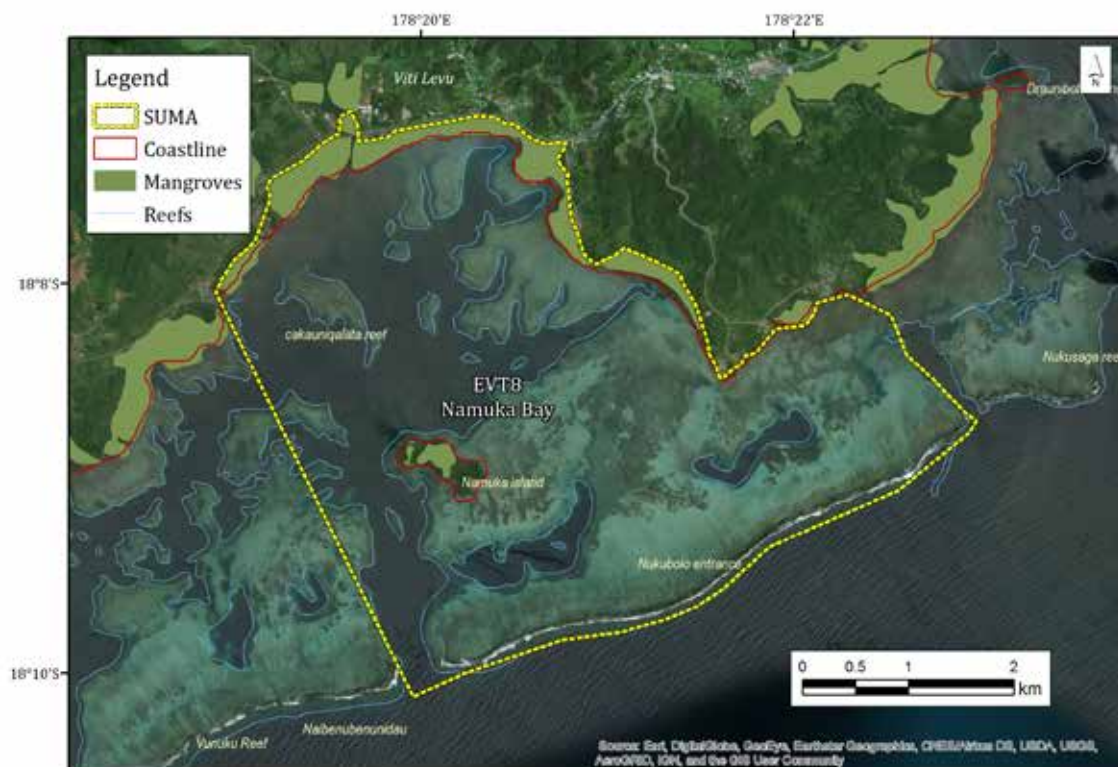 178°20'E
178°22'E
Legend
SUMA
Coastline
Mangroves
Reefs
Viti Levu
N
18°8'S
cakauniqalata reef
Nukusaga reef
EVT8
Namuka Bay
Namuka island
Nukubolo entrance
18°10'S
0 0.5 1 2
km
Naibenubenunidau
Vunuku Reef
Source: Esri, DigitalGlobe, GeoEye, Earthstar Geographics, CNES/Airbus DS, USDA, USGS,
AeroGRID, IGN, and the GIS User Community